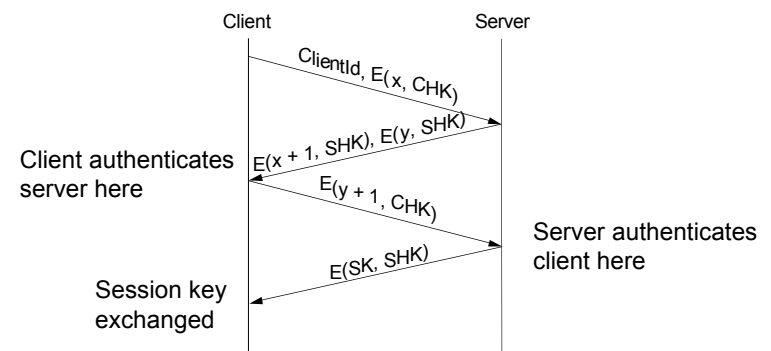 Client
Server
ClientId, E(x, CHK)
E(x + 1, SHK), E(y, SHK)
Client authenticates
server here
E(y + 1, CHK)
Server authenticates
client here
E(SK, SHK)
Session key
exchanged